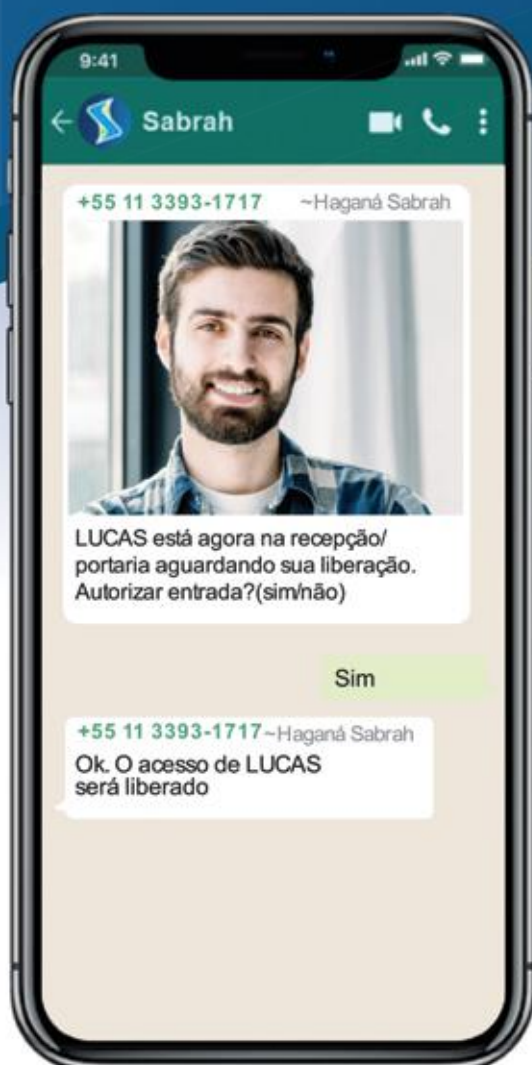 9:41
Sabrah
+55 11 3393-1717 ~Haganá Sabrah
LUCAS está agora na recepção/
portaria aguardando sua liberação.
Autorizar entrada?(sim/não)
Sim
+55 11 3393-1717~Haganá Sabrah
Ok. O acesso de LUCAS
será liberado